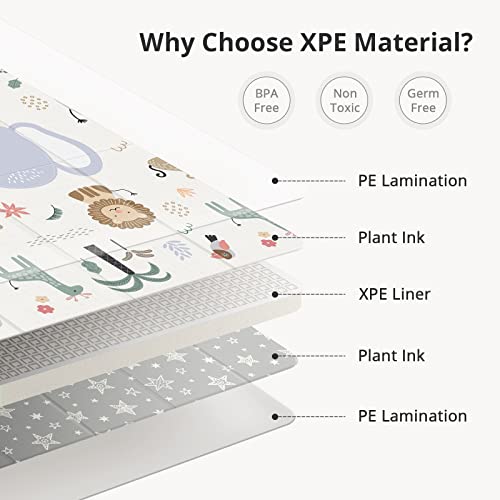 Why Choose XPE Material?
BPA
Free
Non
Toxic
Germ
Free
PE Lamination
Plant Ink
XPE Liner
Plant Ink
PE Lamination